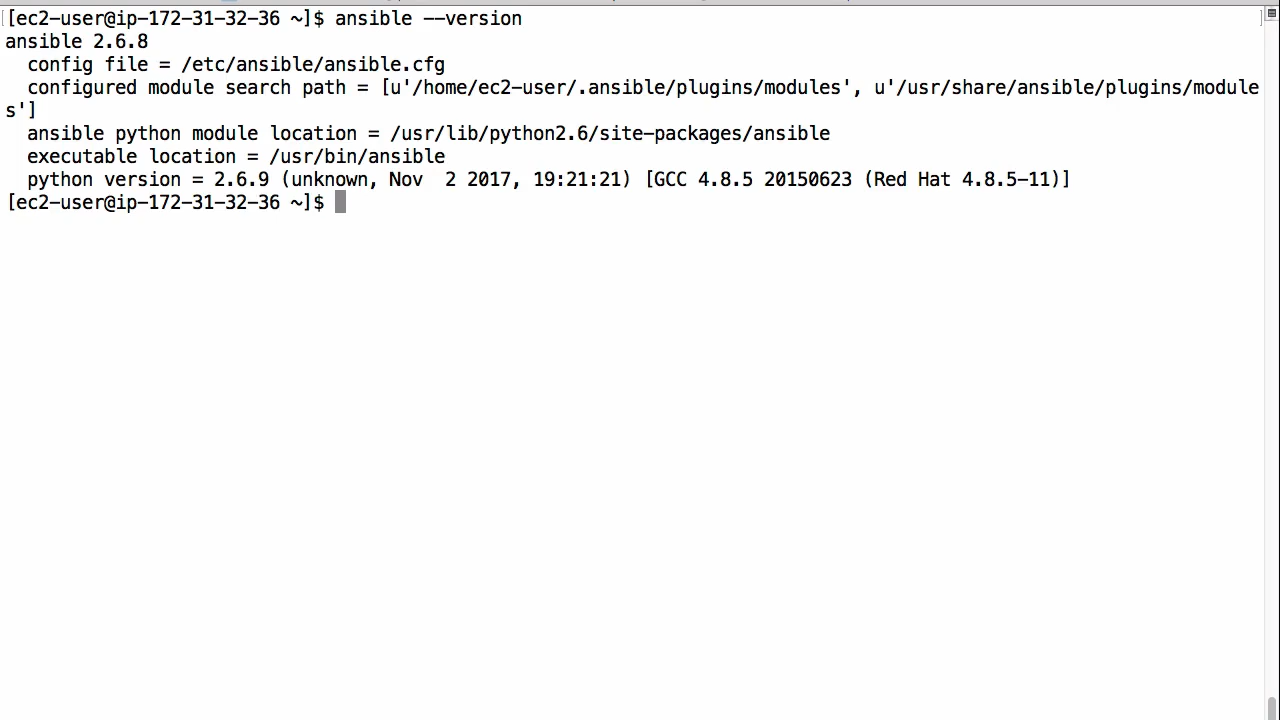 [ec2-user@ip-172-31-32-36 ~]$ ansible --version
ansible 2.6.8
  config file = /etc/ansible/ansible.cfg
  configured module search path = [u'/home/ec2-user/.ansible/plugins/modules', u'/usr/share/ansible/plugins/module
s']
  ansible python module location = /usr/lib/python2.6/site-packages/ansible
  executable location = /usr/bin/ansible
  python version = 2.6.9 (unknown, Nov  2 2017, 19:21:21) [GCC 4.8.5 20150623 (Red Hat 4.8.5-11)]
[ec2-user@ip-172-31-32-36 ~]$